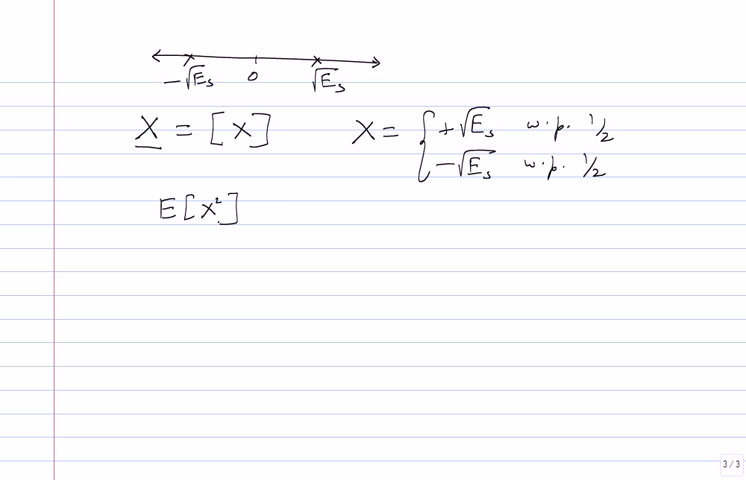 −√Es 0 √Es
X = [X] X = { +√Es w.p. 1/2
−√Es w.p. 1/2
E[X²]
3 / 3